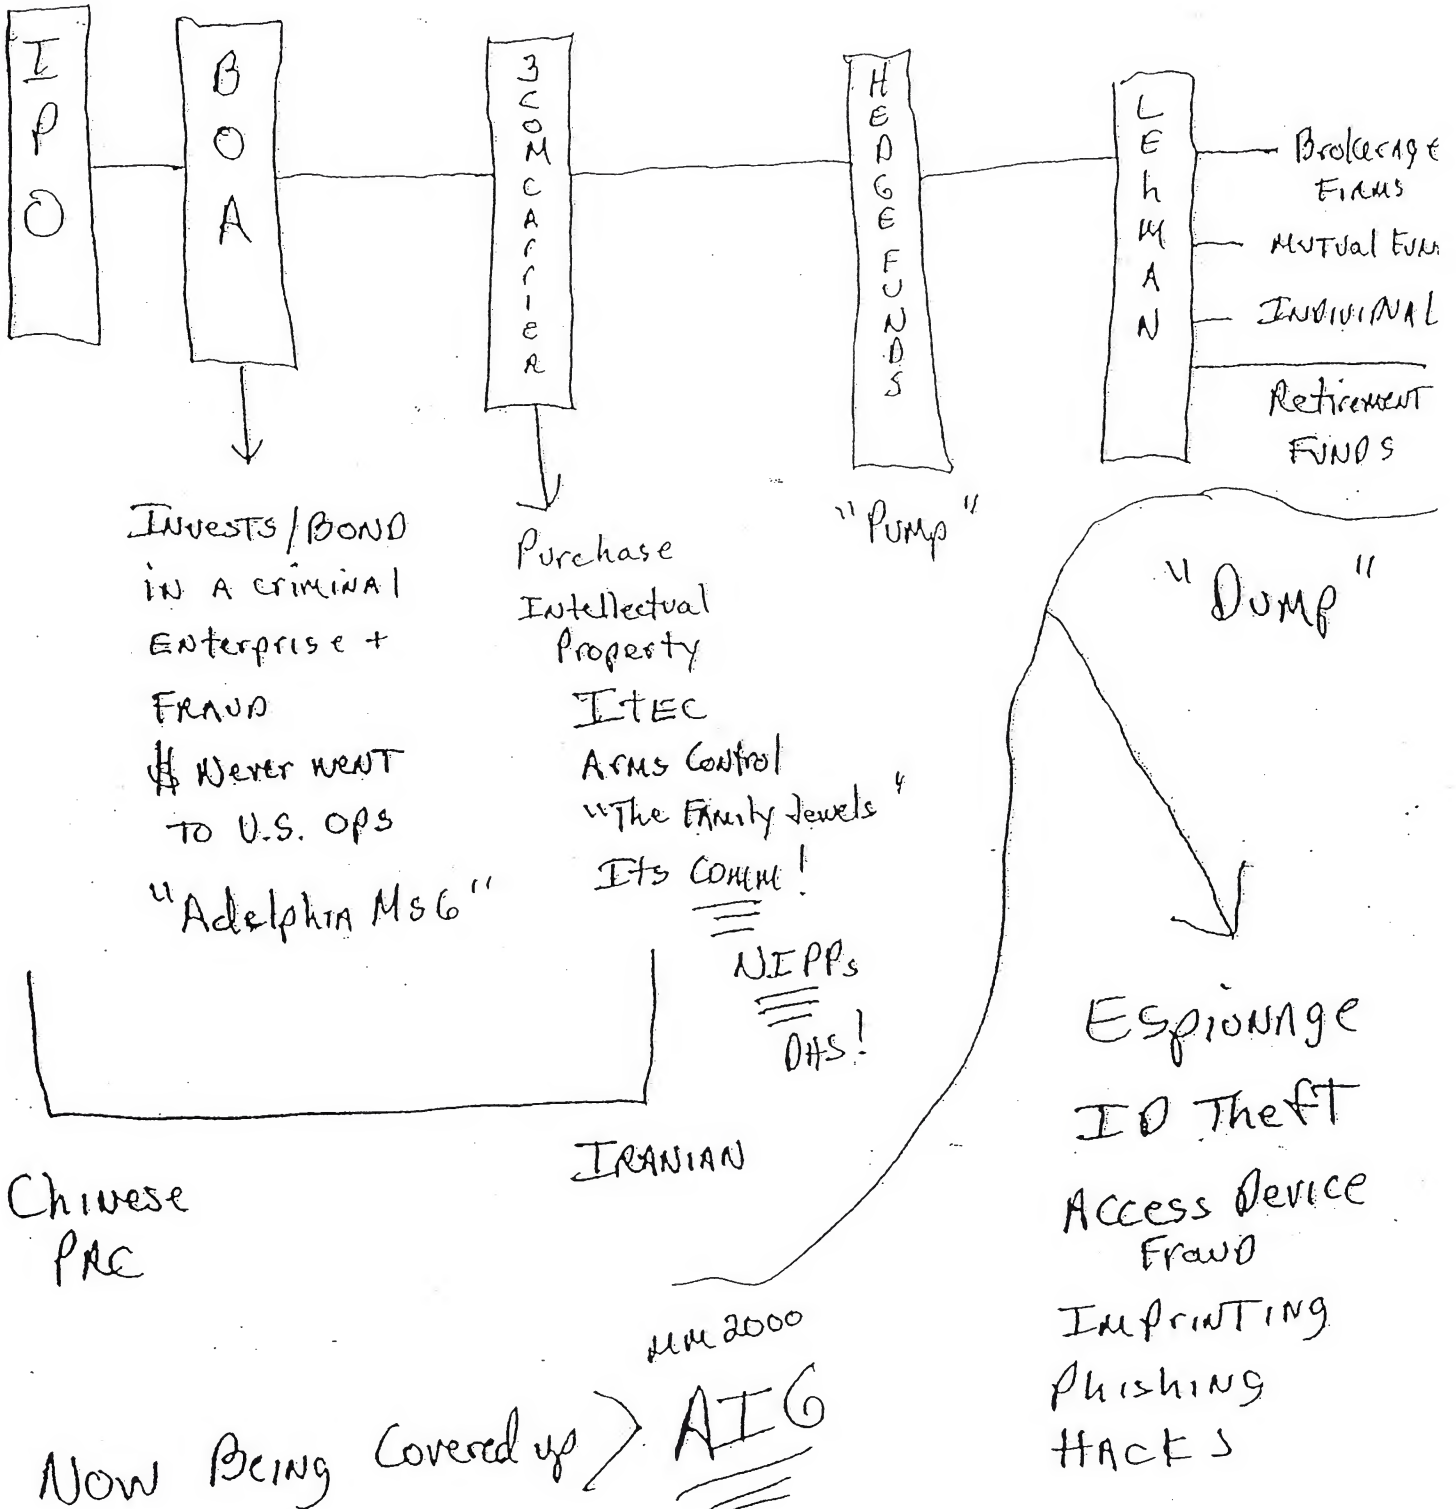 IPO
BOA
3COM CArrier
HEDGE FUNDS
LEhMAN
Brokerage
FIRMS
MUTUal FUN
INDIVIDNAL
Retirement
FUNDS
"Pump"
"Dump"
INvesTs/BOND
iN A criminal
ENterprise +
FRAUD
$ Never WENT
TO U.S. OPS
"AdelphiA MSG"
Purchase
INtellectual
Property
ITEC
Arms Control
"The FAmily Jewels"
Its COMM!
NIPPs
DHS!
Chinese
PRC
IRANIAN
Espionage
ID Theft
Access Device
Fraud
ImprinTing
Phishing
HACKS
MM2000
Now Being Covered up > AIG